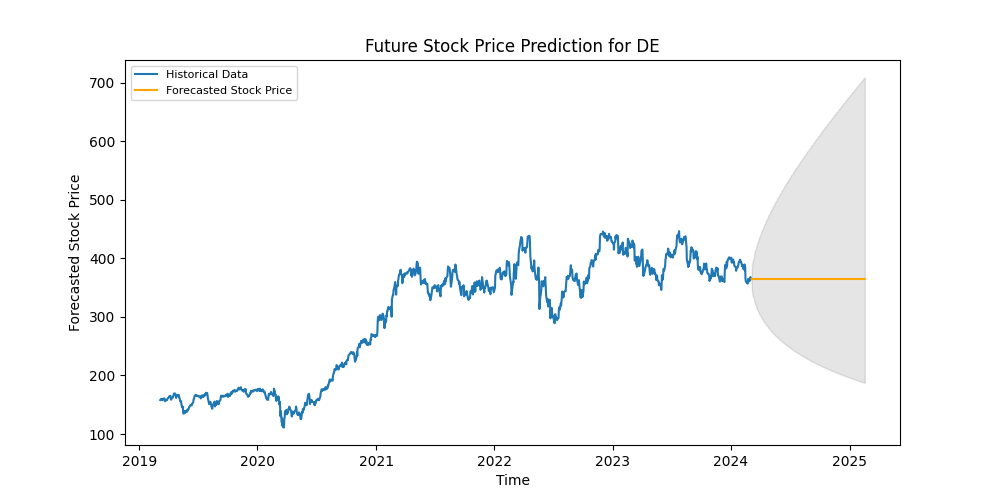 Future Stock Price Prediction for DE
Historical Data
Forecasted Stock Price
Forecasted Stock Price
700
600
500
400
300
200
100
2019 2020 2021 2022 2023 2024 2025
Time